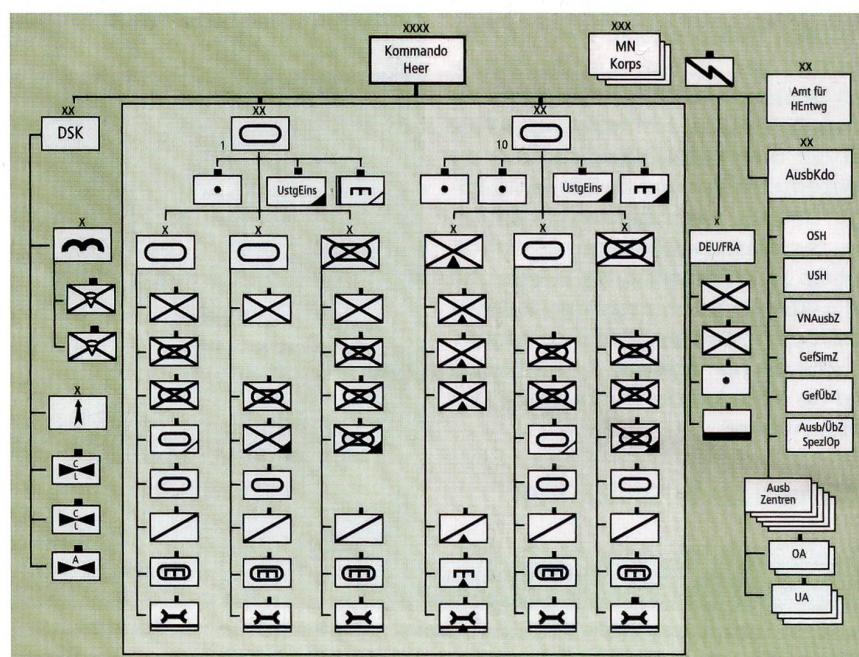 XXXX
Kommando
Heer
XXX
MN
Korps
XX
Amt für
HEntwg
XX
DSK
XX
1
XX
10
XX
AusbKdo
UstgEins
UstgEins
X
X
X
X
X
X
X
X
DEU/FRA
OSH
USH
VNAusbZ
GefSimZ
GefÜbZ
Ausb/ÜbZ
SpezlOp
X
C
L
C
L
A
Ausb
Zentren
OA
UA